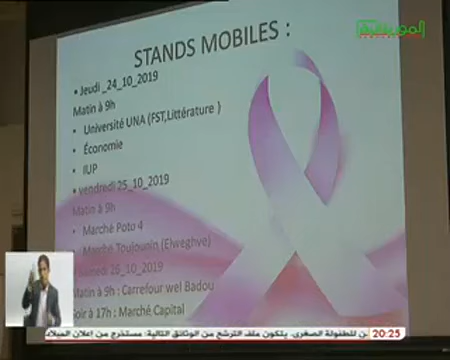 الموريتانية
STANDS MOBILES :
• Jeudi _24_10_2019
Matin à 9h
• Université UNA (FST,Littérature )
• Économie
• IUP
• vendredi 25_10_2019
Matin à 9h
• Marché Poto 4
• Marché Toujounin (Elweghve)
Samedi 26_10_2019
Matin à 9h : Carrefour wel Badou
Soir à 17h : Marché Capital
20:25 ن للطفولة الصغرى. يتكون ملف الترشح من الوثائق التالية: مستخرج من إعلان الميلاد